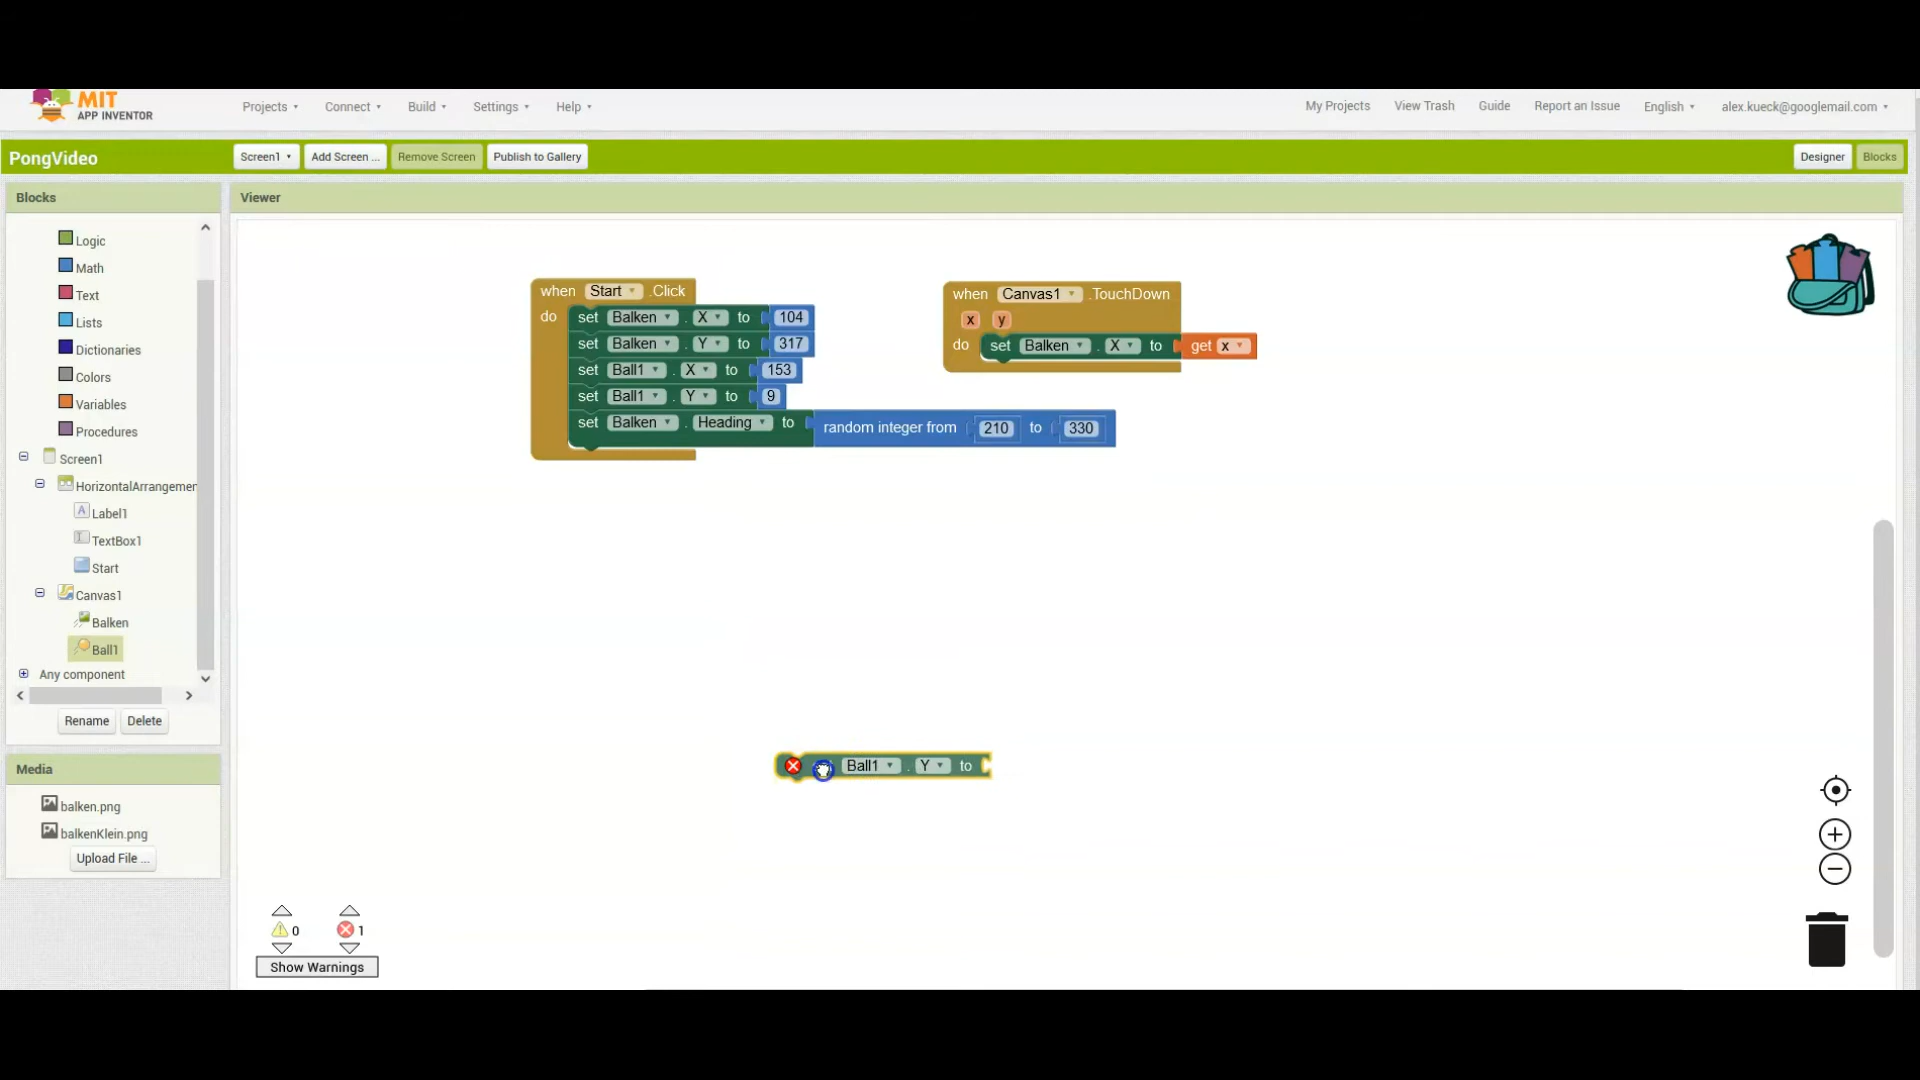 MIT
APP INVENTOR
Projects Connect Build Settings Help My Projects View Trash Guide Report an Issue English alex.kueck@googlemail.com
PongVideo Screen1 Add Screen ... Remove Screen Publish to Gallery Designer Blocks
Blocks
Logic
Math
Text
Lists
Dictionaries
Colors
Variables
Procedures
Screen1
HorizontalArrangemen
Label1
TextBox1
Start
Canvas1
Balken
Ball1
Any component
Rename Delete
Media
balken.png
balkenKlein.png
Upload File ...
Viewer
when Start .Click
do set Balken . X to 104
set Balken . Y to 317
set Ball1 . X to 153
set Ball1 . Y to 9
set Balken . Heading to random integer from 210 to 330
when Canvas1 .TouchDown
x y
do set Balken . X to get x
Ball1 . Y to
0 1
Show Warnings